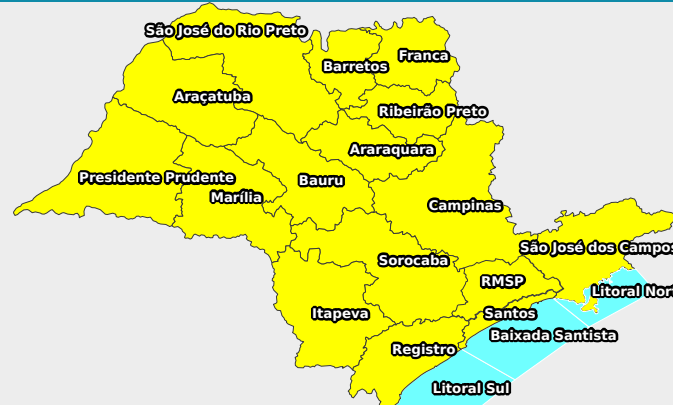 São José do Rio Preto
Franca
Barretos
Araçatuba
Ribeirão Preto
Araraquara
Presidente Prudente
Bauru
Marília
Campinas
São José dos Campos
Sorocaba
RMSP
Litoral Nor
Itapeva
Santos
Baixada Santista
Registro
Litoral Sul